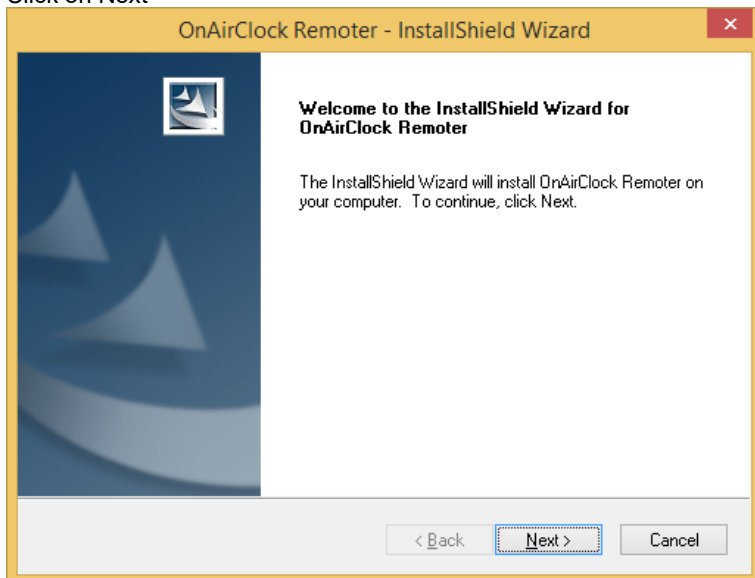 Click on Next
OnAirClock Remoter - InstallShield Wizard
Welcome to the InstallShield Wizard for
OnAirClock Remoter
The InstallShield Wizard will install OnAirClock Remoter on
your computer. To continue, click Next.
< Back
Next >
Cancel